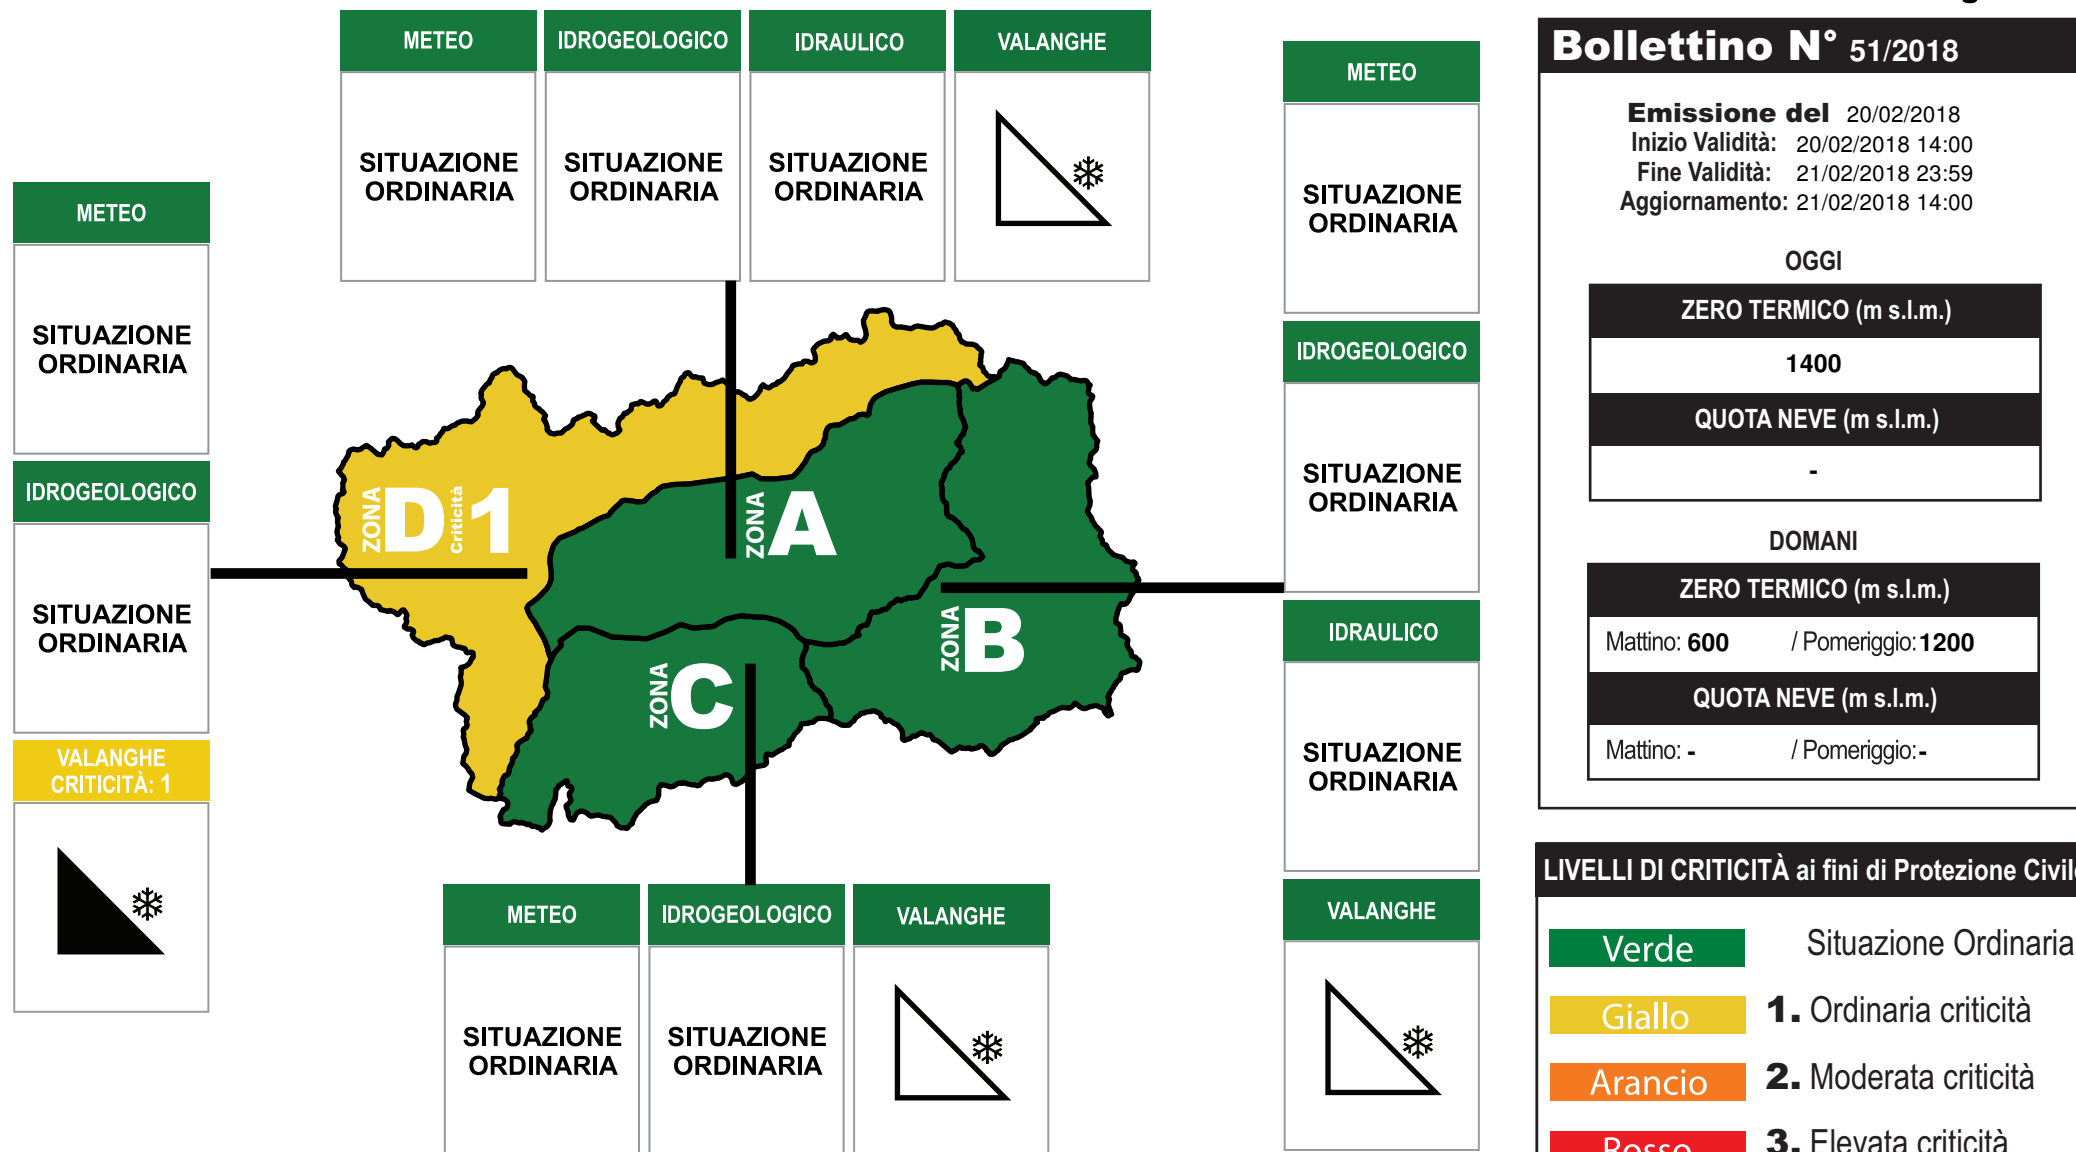 METEO
IDROGEOLOGICO
IDRAULICO
VALANGHE
SITUAZIONE
ORDINARIA
SITUAZIONE
ORDINARIA
SITUAZIONE
ORDINARIA
METEO
SITUAZIONE
ORDINARIA
IDROGEOLOGICO
SITUAZIONE
ORDINARIA
VALANGHE
CRITICITÀ: 1
ZONA
D
Criticità
1
ZONA
A
ZONA
B
ZONA
C
METEO
IDROGEOLOGICO
VALANGHE
SITUAZIONE
ORDINARIA
SITUAZIONE
ORDINARIA
METEO
SITUAZIONE
ORDINARIA
IDROGEOLOGICO
SITUAZIONE
ORDINARIA
IDRAULICO
SITUAZIONE
ORDINARIA
VALANGHE
Bollettino N° 51/2018
Emissione del 20/02/2018
Inizio Validità: 20/02/2018 14:00
Fine Validità: 21/02/2018 23:59
Aggiornamento: 21/02/2018 14:00
OGGI
ZERO TERMICO (m s.l.m.)
1400
QUOTA NEVE (m s.l.m.)
-
DOMANI
ZERO TERMICO (m s.l.m.)
Mattino: 600 / Pomeriggio: 1200
QUOTA NEVE (m s.l.m.)
Mattino: - / Pomeriggio: -
LIVELLI DI CRITICITÀ ai fini di Protezione Civile
Verde Situazione Ordinaria
Giallo 1. Ordinaria criticità
Arancio 2. Moderata criticità
Rosso 3. Elevata criticità